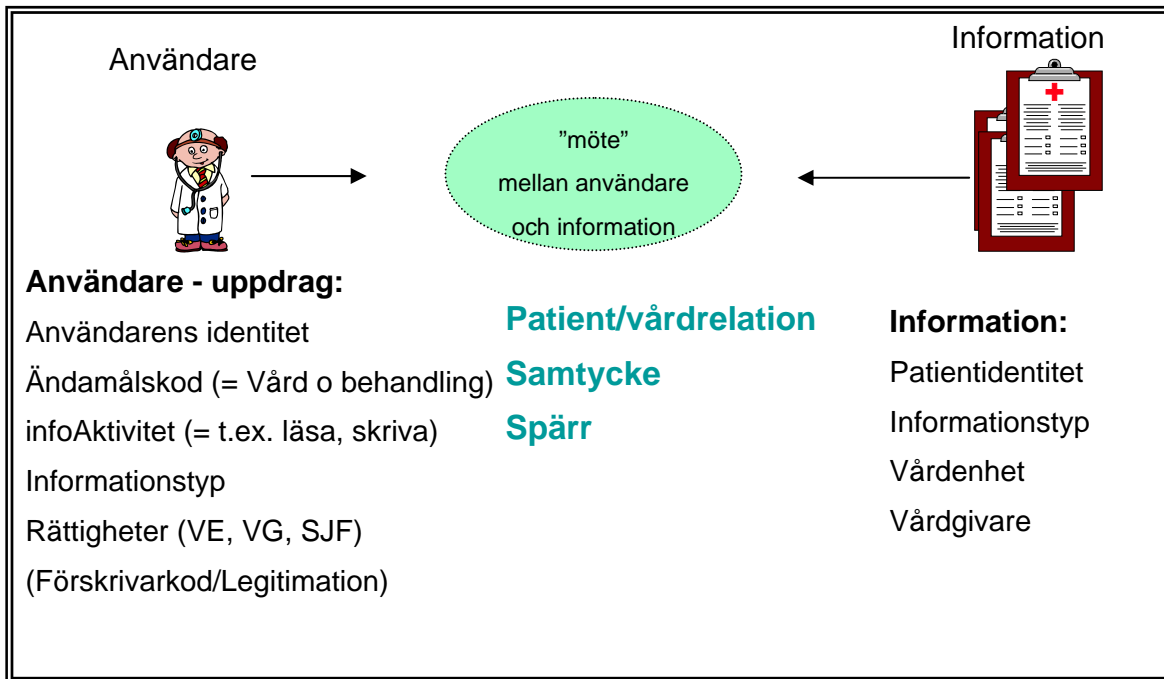 Användare
Information
”möte”
mellan användare
och information
Användare - uppdrag:
Användarens identitet
Ändamålskod (= Vård o behandling)
infoAktivitet (= t.ex. läsa, skriva)
Informationstyp
Rättigheter (VE, VG, SJF)
(Förskrivarkod/Legitimation)
Patient/vårdrelation
Samtycke
Spärr
Information:
Patientidentitet
Informationstyp
Vårdenhet
Vårdgivare